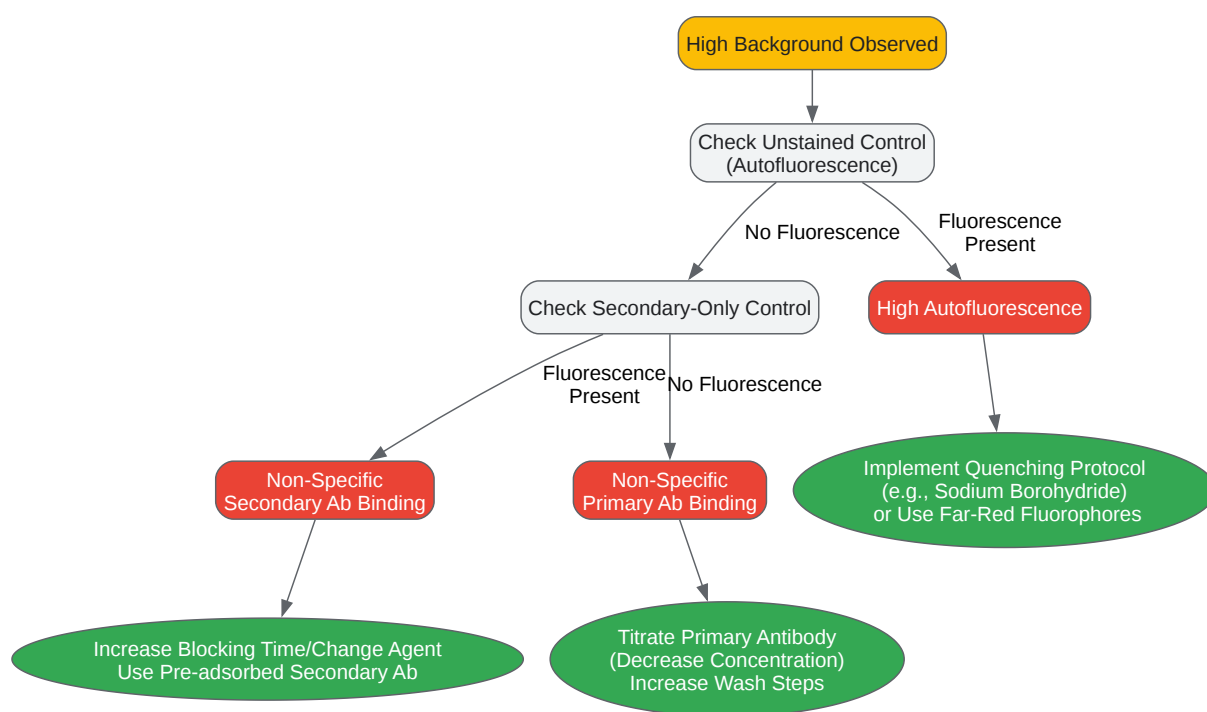 High Background Observed
Check Unstained Control
(Autofluorescence)
No Fluorescence
Fluorescence
Present
Check Secondary-Only Control
High Autofluorescence
Fluorescence
Present
No Fluorescence
Non-Specific
Secondary Ab Binding
Non-Specific
Primary Ab Binding
Implement Quenching Protocol
(e.g., Sodium Borohydride)
or Use Far-Red Fluorophores
Increase Blocking Time/Change Agent
Use Pre-adsorbed Secondary Ab
Titrate Primary Antibody
(Decrease Concentration)
Increase Wash Steps